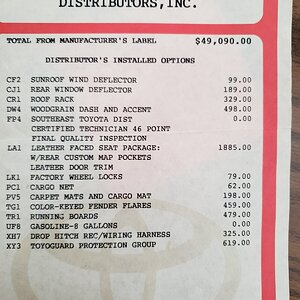 DISTRIBUTORS, INC.
TOTAL FROM MANUFACTURER'S LABEL $49,090.00
DISTRIBUTOR'S INSTALLED OPTIONS
CF2 SUNROOF WIND DEFLECTOR 99.00
CJ1 REAR WINDOW DEFLECTOR 189.00
CR1 ROOF RACK 329.00
DW4 WOODGRAIN DASH AND ACCENT 498.00
FP4 SOUTHEAST TOYOTA DIST 0.00
CERTIFIED TECHNICIAN 46 POINT
FINAL QUALITY INSPECTION
LA1 LEATHER FACED SEAT PACKAGE: 1885.00
W/REAR CUSTOM MAP POCKETS
LEATHER DOOR TRIM
LK1 FACTORY WHEEL LOCKS 79.00
PC1 CARGO NET 62.00
PV5 CARPET MATS AND CARGO MAT 198.00
TG1 COLOR-KEYED FENDER FLARES 459.00
TR1 RUNNING BOARDS 479.00
UF8 GASOLINE-8 GALLONS 0.00
XH7 DROP HITCH REC/WIRING HARNESS 325.00
XY3 TOYOGUARD PROTECTION GROUP 619.00